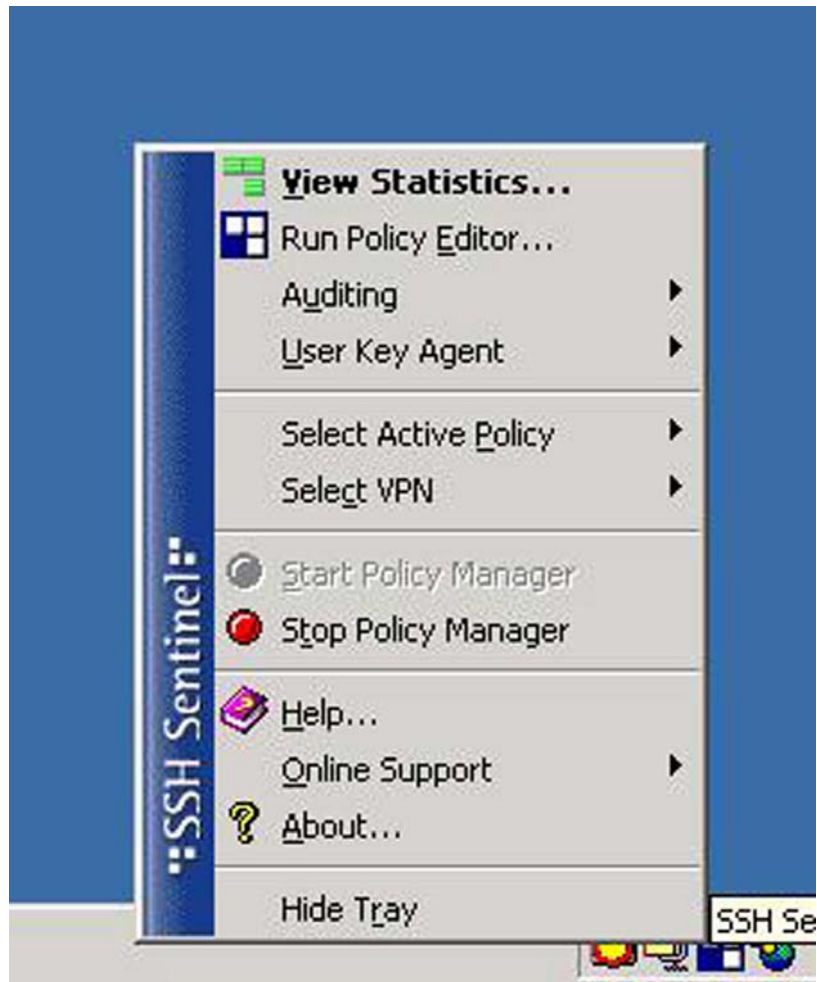 View Statistics...
Run Policy Editor...
Auditing
User Key Agent
Select Active Policy
Select VPN
Start Policy Manager
Stop Policy Manager
Help...
Online Support
About...
Hide Tray
SSH Sentinel
SSH Se